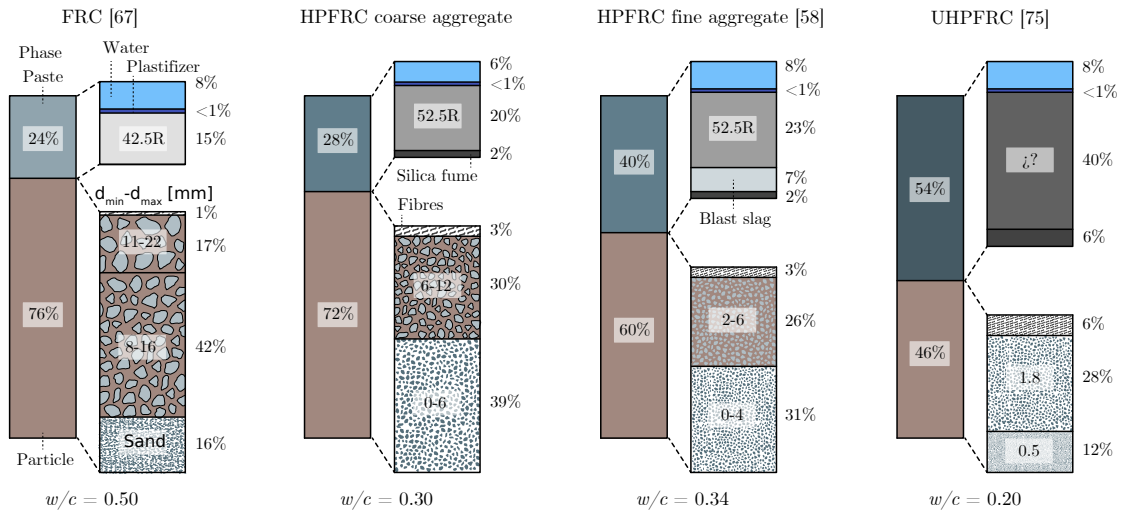 FRC [67]
HPFRC coarse aggregate
HPFRC fine aggregate [58]
UHPFRC [75]
Phase
Paste
Water
Plastifizer
24%
8%
<1%
42.5R
15%
d_min-d_max [mm]
1%
11-22
17%
76%
8-16
42%
Sand
16%
Particle
w/c = 0.50
6%
<1%
28%
52.5R
20%
2%
Silica fume
Fibres
3%
6-12
30%
72%
0-6
39%
w/c = 0.30
8%
<1%
40%
52.5R
23%
7%
2%
Blast slag
3%
2-6
26%
60%
0-4
31%
w/c = 0.34
8%
<1%
54%
¿?
40%
6%
6%
46%
1.8
28%
0.5
12%
w/c = 0.20